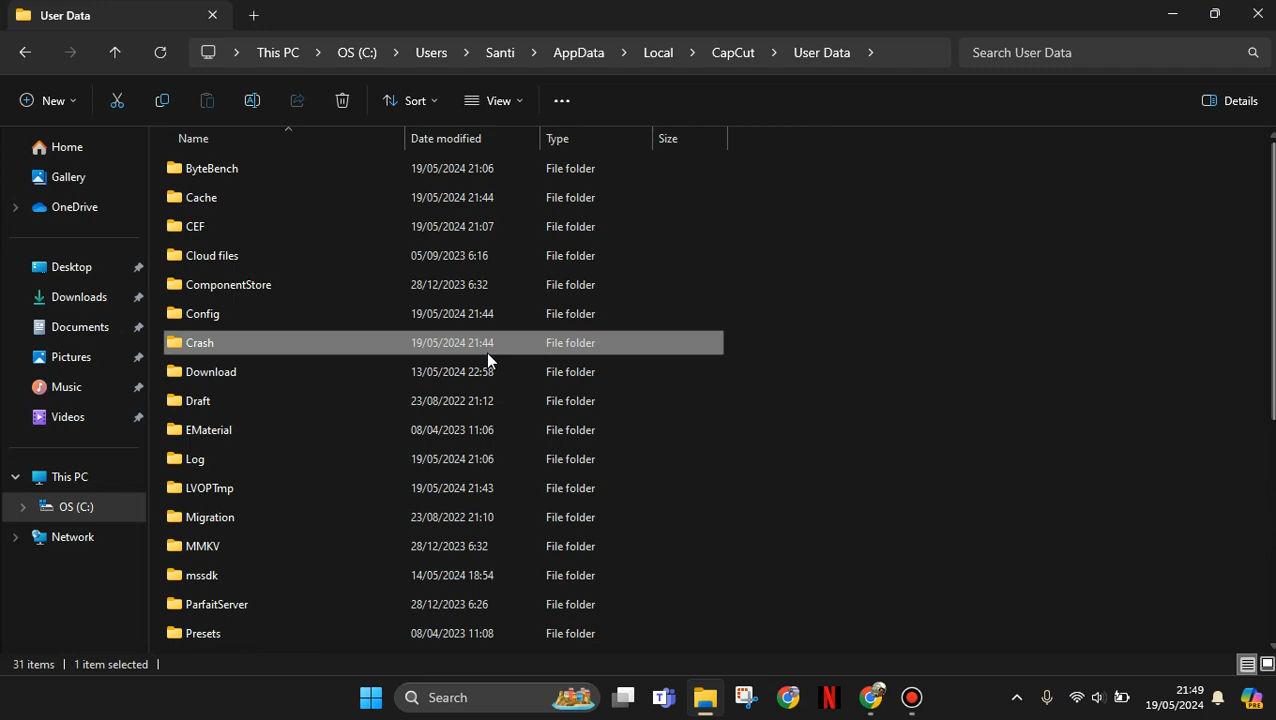 User Data
This PC > OS (C:) > Users > Santi > AppData > Local > CapCut > User Data >
Search User Data
New
Sort
View
Details
Home
Gallery
OneDrive
Desktop
Downloads
Documents
Pictures
Music
Videos
This PC
OS (C:)
Network
Name Date modified Type Size
ByteBench 19/05/2024 21:06 File folder
Cache 19/05/2024 21:44 File folder
CEF 19/05/2024 21:07 File folder
Cloud files 05/09/2023 6:16 File folder
ComponentStore 28/12/2023 6:32 File folder
Config 19/05/2024 21:44 File folder
Crash 19/05/2024 21:44 File folder
Download 13/05/2024 22:58 File folder
Draft 23/08/2022 21:12 File folder
EMaterial 08/04/2023 11:06 File folder
Log 19/05/2024 21:06 File folder
LVOPTmp 19/05/2024 21:43 File folder
Migration 23/08/2022 21:10 File folder
MMKV 28/12/2023 6:32 File folder
mssdk 14/05/2024 18:54 File folder
ParfaitServer 28/12/2023 6:26 File folder
Presets 08/04/2023 11:08 File folder
31 items 1 item selected
Search
21:49
19/05/2024
PRE